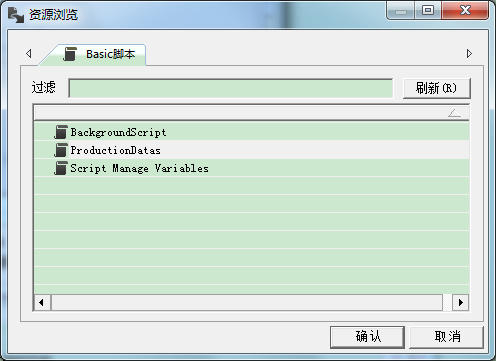 资源浏览
Basic脚本
过滤
刷新(R)
BackgroundScript
ProductionDatas
Script Manage Variables
确认
取消